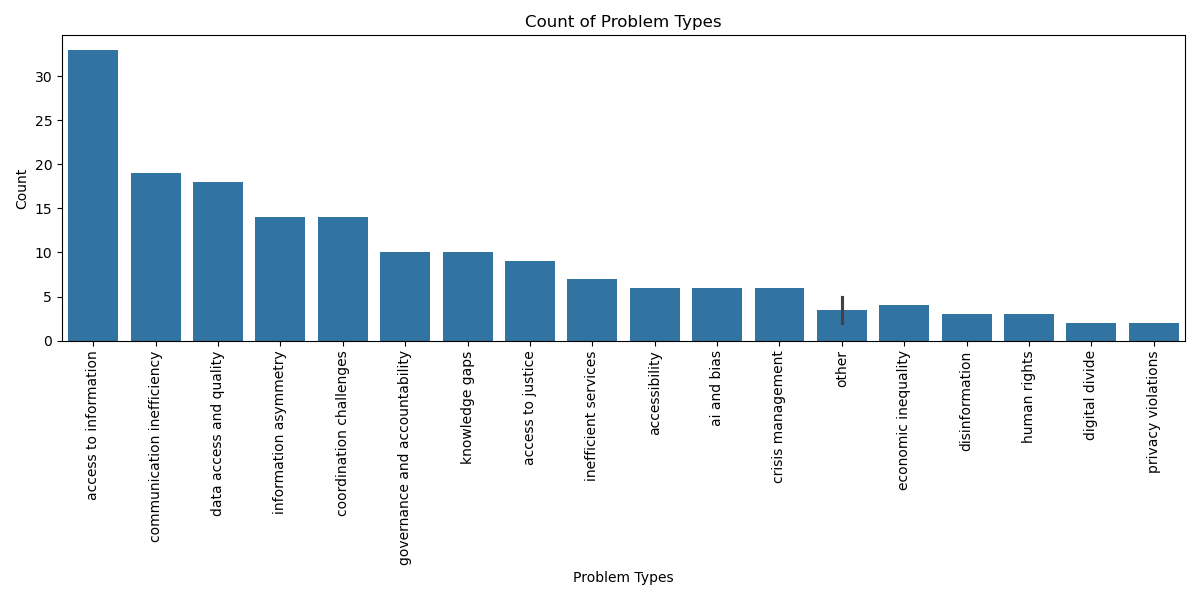 Count of Problem Types
Count
30
25
20
15
10
5
0
access to information
communication inefficiency
data access and quality
information asymmetry
coordination challenges
governance and accountability
knowledge gaps
access to justice
inefficient services
accessibility
ai and bias
crisis management
other
economic inequality
disinformation
human rights
digital divide
privacy violations
Problem Types